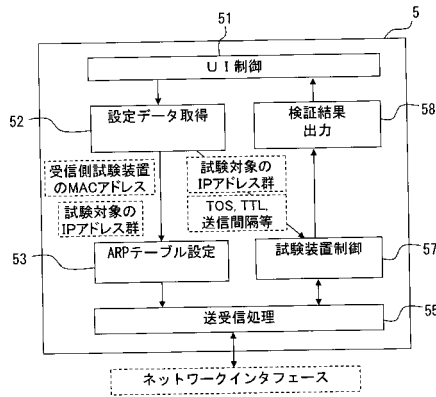 51
5
UI制御
52
設定データ取得
検証結果
出力
58
受信側試験装置
のMACアドレス
試験対象の
IPアドレス群
試験対象の
IPアドレス群
TOS, TTL,
送信間隔等
53
ARPテーブル設定
試験装置制御
57
送受信処理
55
ネットワークインタフェース